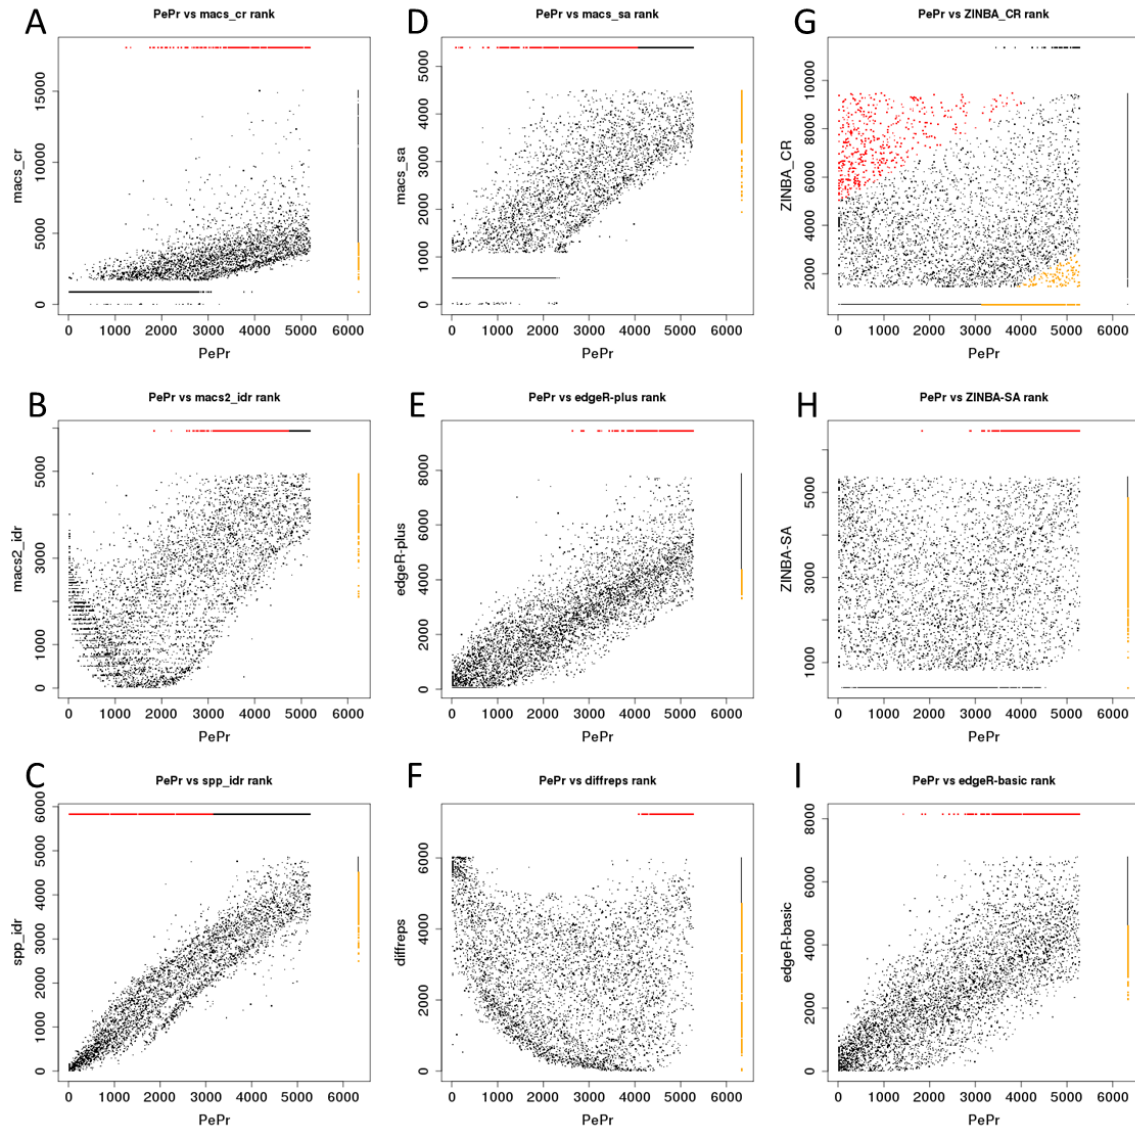 A
PePr vs macs_cr rank
macs_cr
0
5000
10000
15000
0 1000 2000 3000 4000 5000 6000
PePr
D
PePr vs macs_sa rank
macs_sa
0
1000
2000
3000
4000
5000
0 1000 2000 3000 4000 5000 6000
PePr
G
PePr vs ZINBA_CR rank
ZINBA_CR
2000
4000
6000
8000
10000
0 1000 2000 3000 4000 5000 6000
PePr
B
PePr vs macs2_idr rank
macs2_idr
0
1000
3000
5000
0 1000 2000 3000 4000 5000 6000
PePr
E
PePr vs edgeR-plus rank
edgeR-plus
0
2000
4000
6000
8000
0 1000 2000 3000 4000 5000 6000
PePr
H
PePr vs ZINBA-SA rank
ZINBA-SA
1000
3000
5000
0 1000 2000 3000 4000 5000 6000
PePr
C
PePr vs spp_idr rank
spp_idr
0
1000
2000
3000
4000
5000
6000
0 1000 2000 3000 4000 5000 6000
PePr
F
PePr vs diffreps rank
diffreps
0
2000
4000
6000
0 1000 2000 3000 4000 5000 6000
PePr
I
PePr vs edgeR-basic rank
edgeR-basic
0
2000
4000
6000
8000
0 1000 2000 3000 4000 5000 6000
PePr